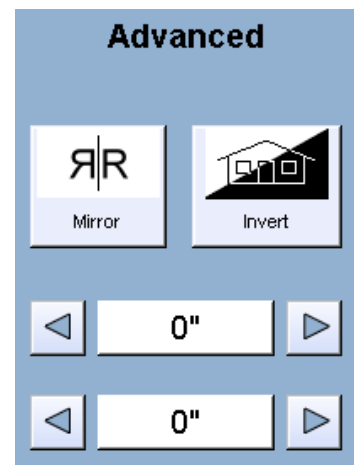 Advanced
ЯR
Mirror
Invert
0"
0"